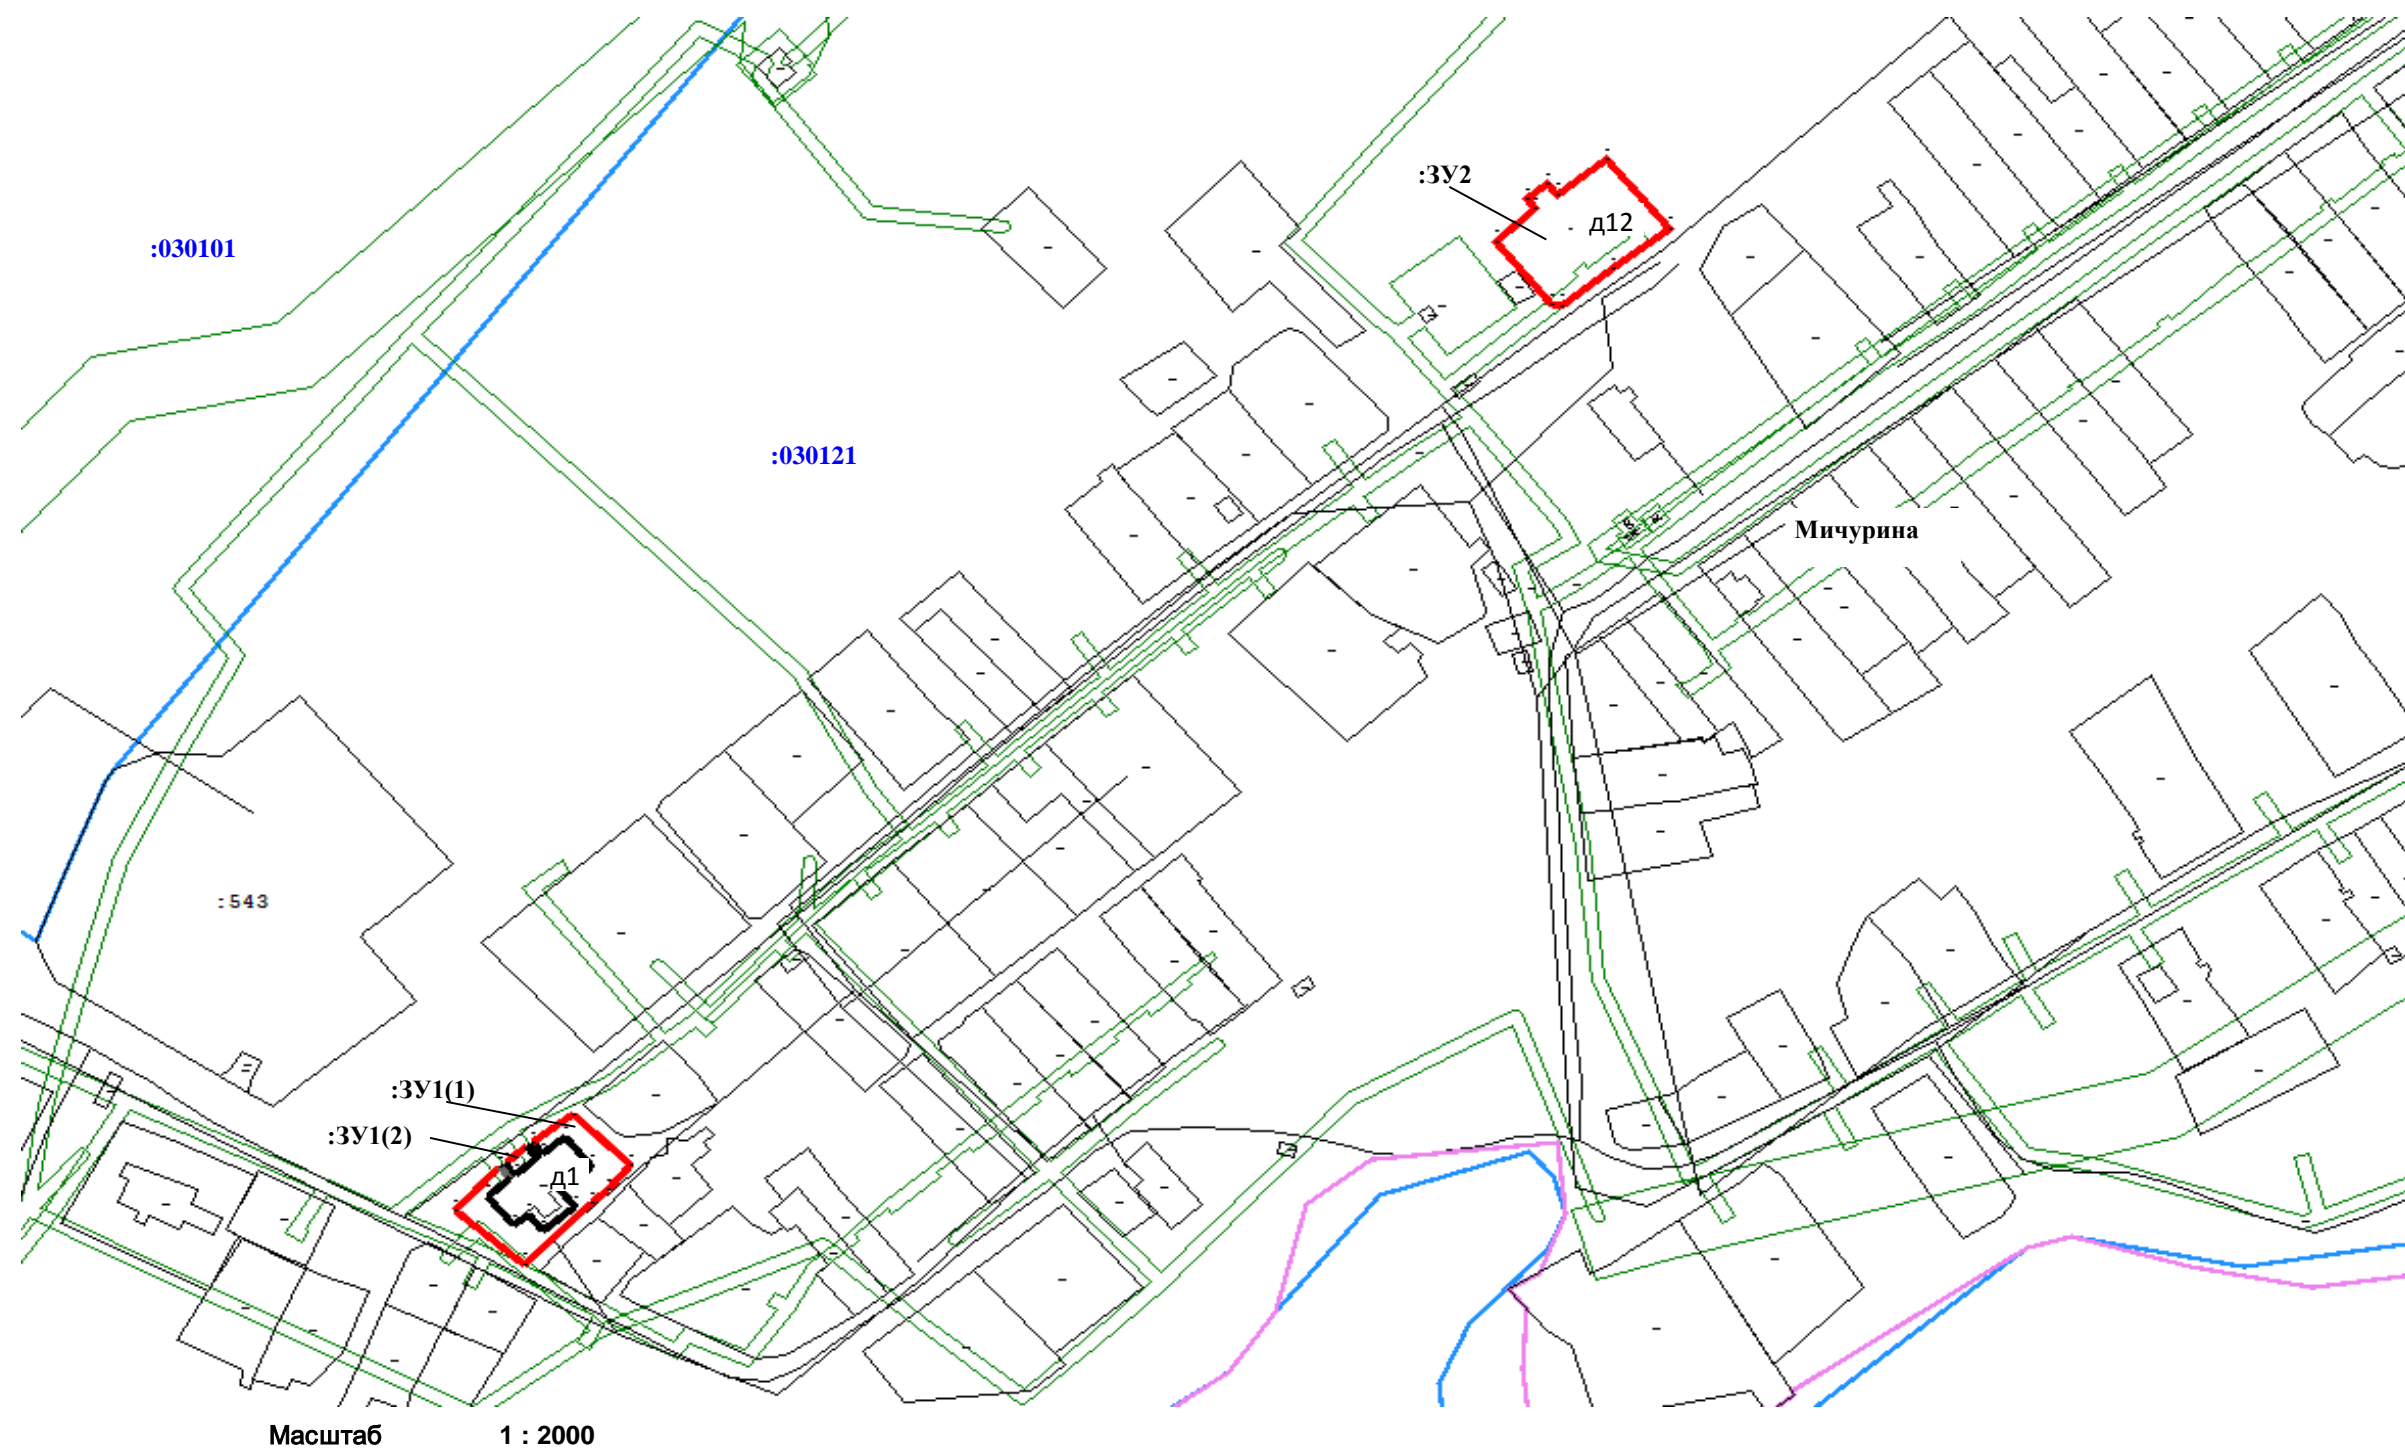 :ЗУ2
д12
:030101
:030121
Мичурина
:543
:ЗУ1(1)
:ЗУ1(2)
д1
Масштаб 1 : 2000